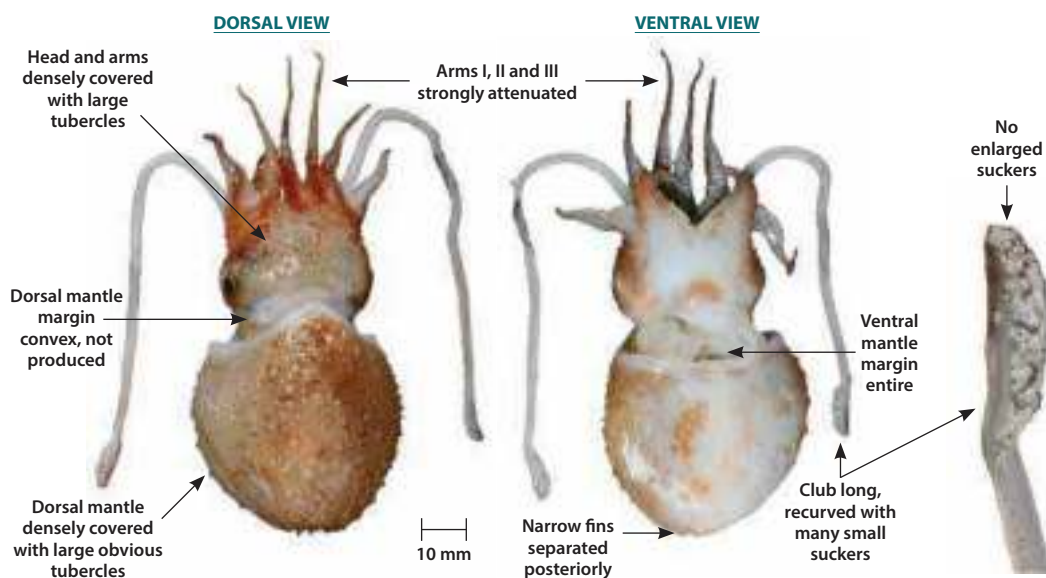 DORSAL VIEW
VENTRAL VIEW
Head and arms
densely covered
with large
tubercles
Arms I, II and III
strongly attenuated
No
enlarged
suckers
Dorsal mantle
margin
convex, not
produced
Ventral
mantle
margin
entire
Dorsal mantle
densely covered
with large obvious
tubercles
10 mm
Narrow fins
separated
posteriorly
Club long,
recurved with
many small
suckers